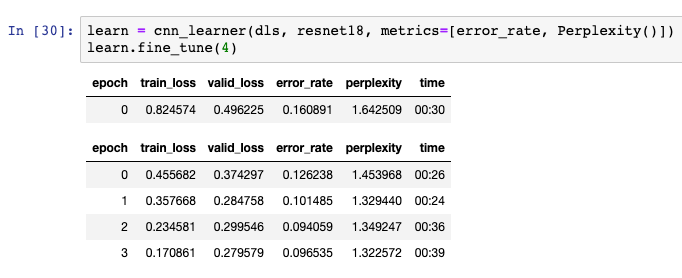 In [30]: learn = cnn_learner(dls, resnet18, metrics=[error_rate, Perplexity()])
learn.fine_tune(4)
epoch train_loss valid_loss error_rate perplexity time
0 0.824574 0.496225 0.160891 1.642509 00:30
epoch train_loss valid_loss error_rate perplexity time
0 0.455682 0.374297 0.126238 1.453968 00:26
1 0.357668 0.284758 0.101485 1.329440 00:24
2 0.234581 0.299546 0.094059 1.349247 00:36
3 0.170861 0.279579 0.096535 1.322572 00:39